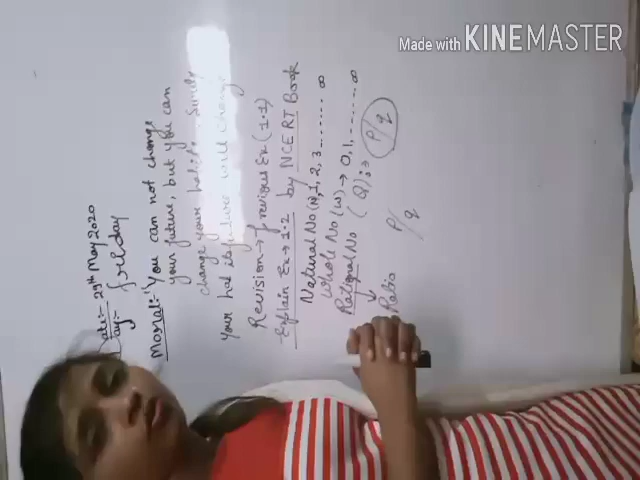 Made with KINEMASTER
Date:- 29th May 2020
Day:- friday
Moral:- "You can not change
your future, but you can
change your habits. Surely
your habits future will change
Revision → previous Ex (1.1)
Explain Ex → 1.2 by NCERT Book
Natural No (N) 1, 2, 3 ........ ∞
Whole No (W) → 0, 1, ....... ∞
Rational No (Q) :→ P/q
↓
Ratio P/q